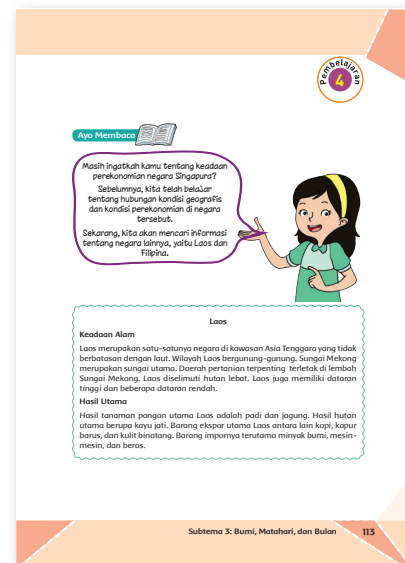 Pembelajaran
4
Ayo Membaca
Masih ingatkah kamu tentang keadaan
perekonomian negara Singapura?
Sebelumnya, kita telah belajar
tentang hubungan kondisi geografis
dan kondisi perekonomian di negara
tersebut.
Sekarang, kita akan mencari informasi
tentang negara lainnya, yaitu Laos dan
Filipina.
Laos
Keadaan Alam
Laos merupakan satu-satunya negara di kawasan Asia Tenggara yang tidak
berbatasan dengan laut. Wilayah Laos bergunung-gunung. Sungai Mekong
merupakan sungai utama. Daerah pertanian terpenting terletak di lembah
Sungai Mekong. Laos diselimuti hutan lebat. Laos juga memiliki dataran
tinggi dan beberapa dataran rendah.
Hasil Utama
Hasil tanaman pangan utama Laos adalah padi dan jagung. Hasil hutan
utama berupa kayu jati. Barang ekspor utama Laos antara lain kopi, kapur
barus, dan kulit binatang. Barang impornya terutama minyak bumi, mesin-
mesin, dan beras.
Subtema 3: Bumi, Matahari, dan Bulan 113